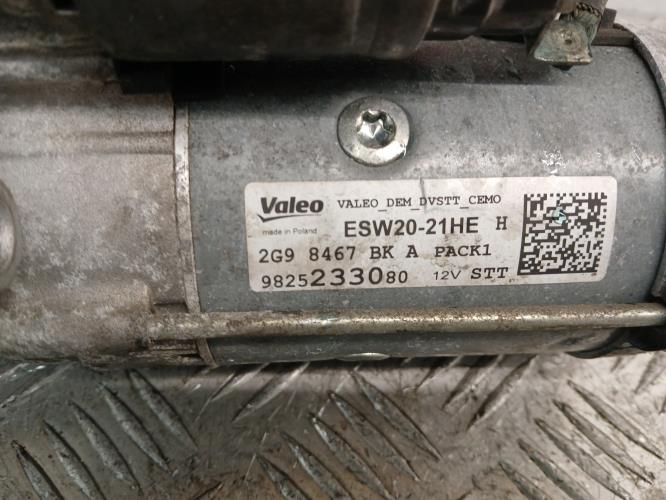 Valeo VALEO_DEM_DVSTT_CEMO
made in Poland ESW20-21HE H
2G9 8467 BK A PACK1
9825233080 12V STT